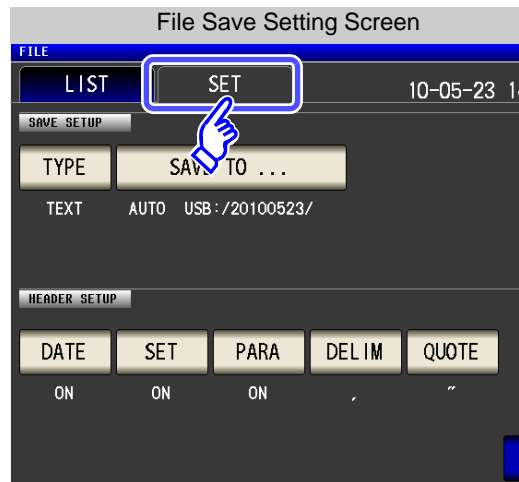 File Save Setting Screen
FILE
LIST SET 10-05-23 1
SAVE SETUP
TYPE SAVE TO ...
TEXT AUTO USB:/20100523/
HEADER SETUP
DATE SET PARA DELIM QUOTE
ON ON ON , "